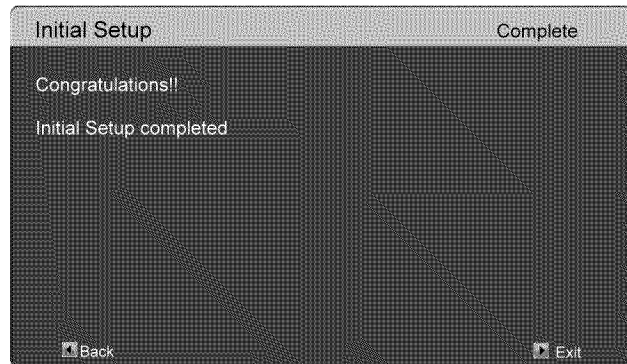 Initial Setup Complete
Congratulations!!
Initial Setup completed
Back Exit